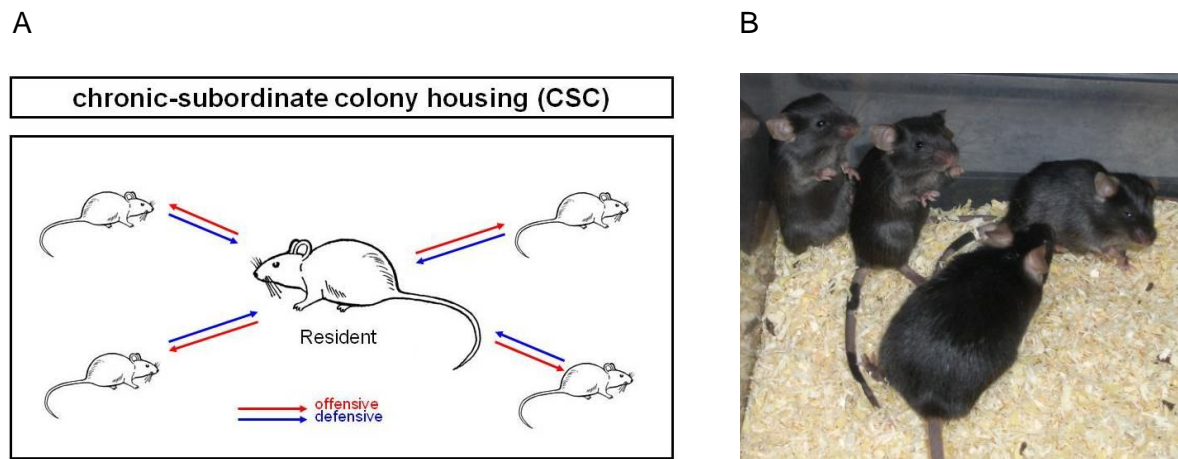 A
B
chronic-subordinate colony housing (CSC)
Resident
offensive
defensive